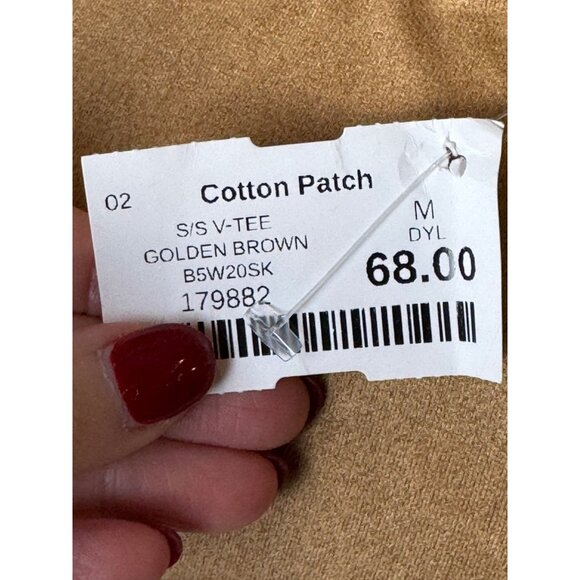 02
Cotton Patch
S/S V-TEE
GOLDEN BROWN
B5W20SK
179882
M
DYL
68.00